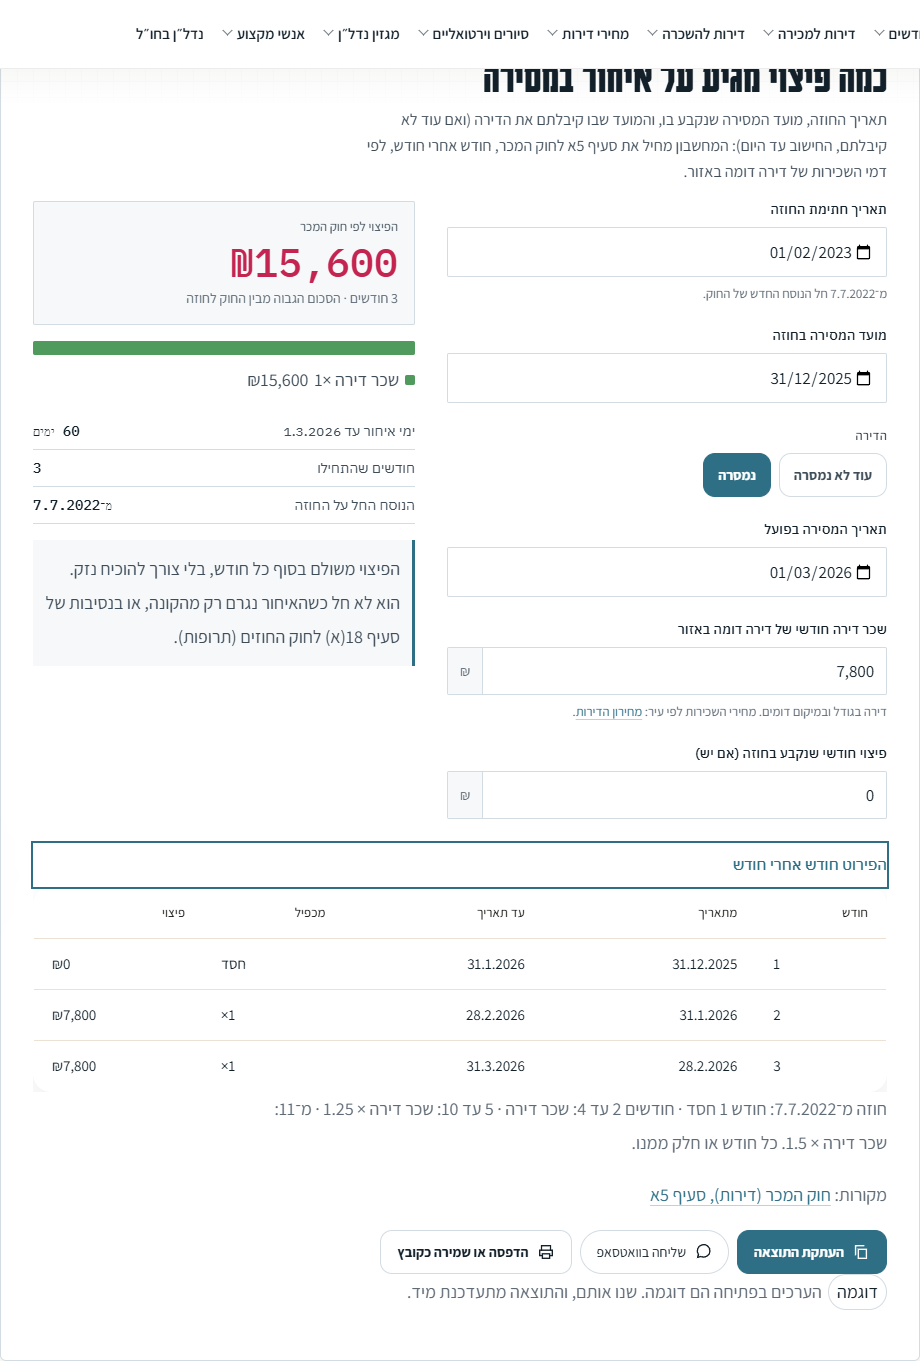 דשים
דירות למכירה
דירות להשכרה
מחירי דירות
סיורים וירטואליים
מגזין נדל״ן
אנשי מקצוע
נדל״ן בחו״ל
כמה פיצוי מגיע על איחור במסירה
תאריך החוזה, מועד המסירה שנקבע בו, והמועד שבו קיבלתם את הדירה (ואם עוד לא
קיבלתם, החישוב עד היום): המחשבון מחיל את סעיף 5א לחוק המכר, חודש אחרי חודש, לפי
דמי השכירות של דירה דומה באזור.
תאריך חתימת החוזה
01/02/2023
מ־7.7.2022 חל הנוסח החדש של החוק.
מועד המסירה בחוזה
31/12/2025
הדירה
עוד לא נמסרה
נמסרה
תאריך המסירה בפועל
01/03/2026
שכר דירה חודשי של דירה דומה באזור
7,800 ₪
דירה בגודל ובמיקום דומים. מחירי השכירות לפי עיר: מחירון הדירות.
פיצוי חודשי שנקבע בחוזה (אם יש)
0 ₪
הפיצוי לפי חוק המכר
₪15,600
3 חודשים · הסכום הגבוה מבין החוק לחוזה
שכר דירה ×1 ₪15,600
ימי איחור עד 1.3.2026 60 ימים
חודשים שהתחילו 3
הנוסח החל על החוזה מ־7.7.2022
הפיצוי משולם בסוף כל חודש, בלי צורך להוכיח נזק.
הוא לא חל כשהאיחור נגרם רק מהקונה, או בנסיבות של
סעיף 18(א) לחוק החוזים (תרופות).
הפירוט חודש אחרי חודש
חודש מתאריך עד תאריך מכפיל פיצוי
1 31.12.2025 31.1.2026 חסד ₪0
2 31.1.2026 28.2.2026 ×1 ₪7,800
3 28.2.2026 31.3.2026 ×1 ₪7,800
חוזה מ־7.7.2022: חודש 1 חסד · חודשים 2 עד 4: שכר דירה · 5 עד 10: שכר דירה × 1.25 · מ־11:
שכר דירה × 1.5. כל חודש או חלק ממנו.
מקורות: חוק המכר (דירות), סעיף 5א
העתקת התוצאה
שליחה בוואטסאפ
הדפסה או שמירה כקובץ
דוגמה הערכים בפתיחה הם דוגמה. שנו אותם, והתוצאה מתעדכנת מיד.